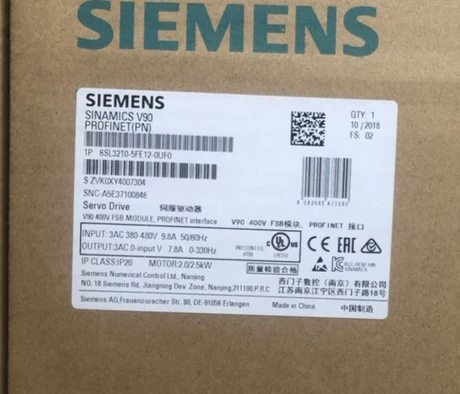 SIEMENS
SIEMENS
SINAMICS V90
PROFINET(PN)
QTY: 1
10/2018
FS: 02
1P: 6SL3210-5FE12-0UF0
S ZVK0XY4007304
SNC-A5E37100846
Servo Drive 伺服驱动器
V90 400V FSB MODULE, PROFINET interface V90 400V FSB模块, PROFINET 接口
INPUT: 3AC 380-480V 9.8A 50/60Hz
OUTPUT:3AC 0-input V 7.8A 0-330Hz
IP CLASS:IP20 MOTOR:2.0/2.5kW
UL
US
CE
EAC
质量检验合格
SINAMICS
Siemens Numerical Control Ltd., Nanjing
NO. 18 Siemens Rd, Jiangning Dev. Zone, Nanjing,211100,P.R.C
西门子数控(南京)有限公司
江苏南京江宁区西门子路18号
Siemens AG,Frauenauracher Str. 80, DE-91056 Erlangen
Made in China 中国制造